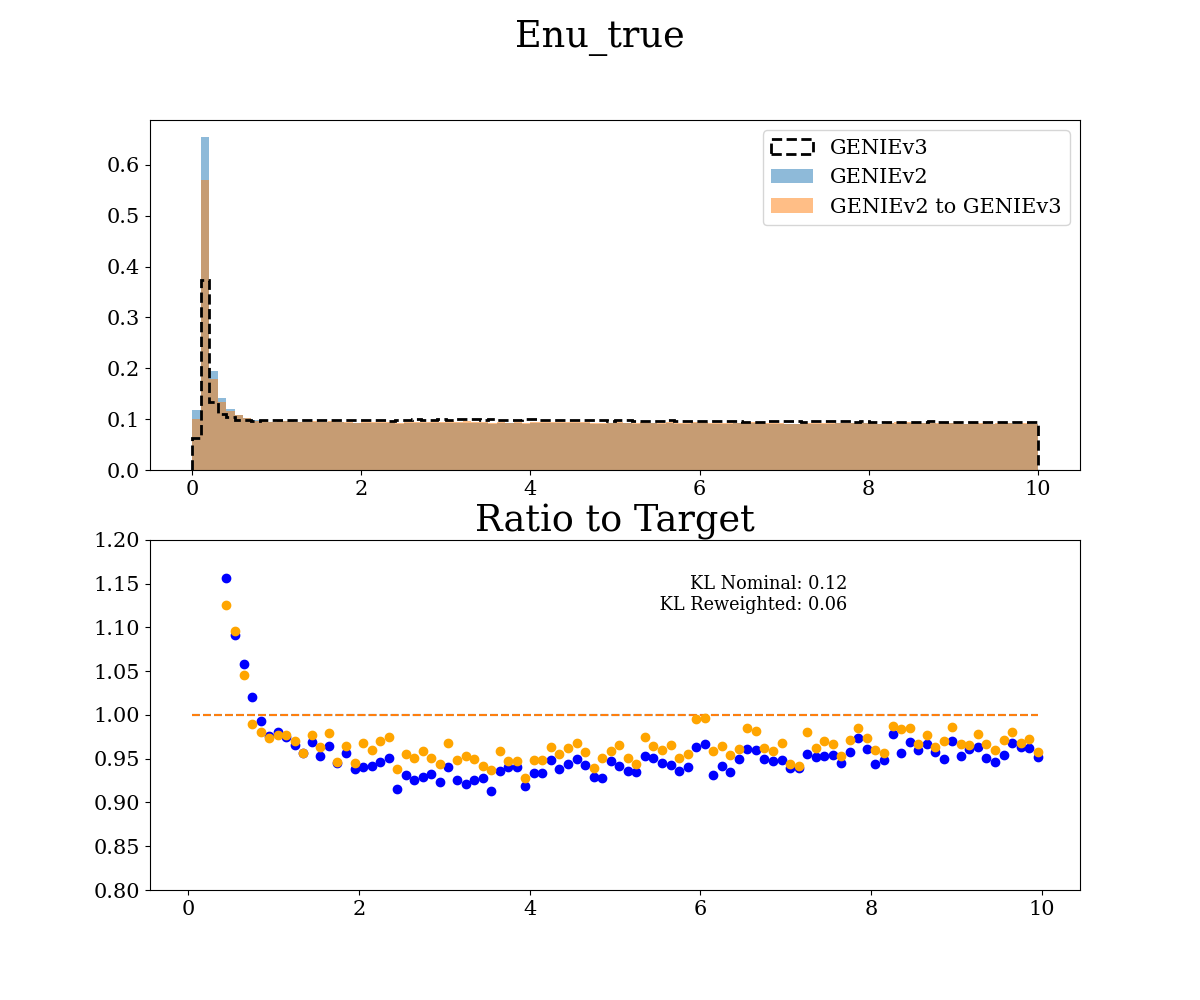 Enu_true
GENIEv3
GENIEv2
GENIEv2 to GENIEv3
0.6
0.5
0.4
0.3
0.2
0.1
0.0
0 2 4 6 8 10
Ratio to Target
KL Nominal: 0.12
KL Reweighted: 0.06
1.20
1.15
1.10
1.05
1.00
0.95
0.90
0.85
0.80
0 2 4 6 8 10